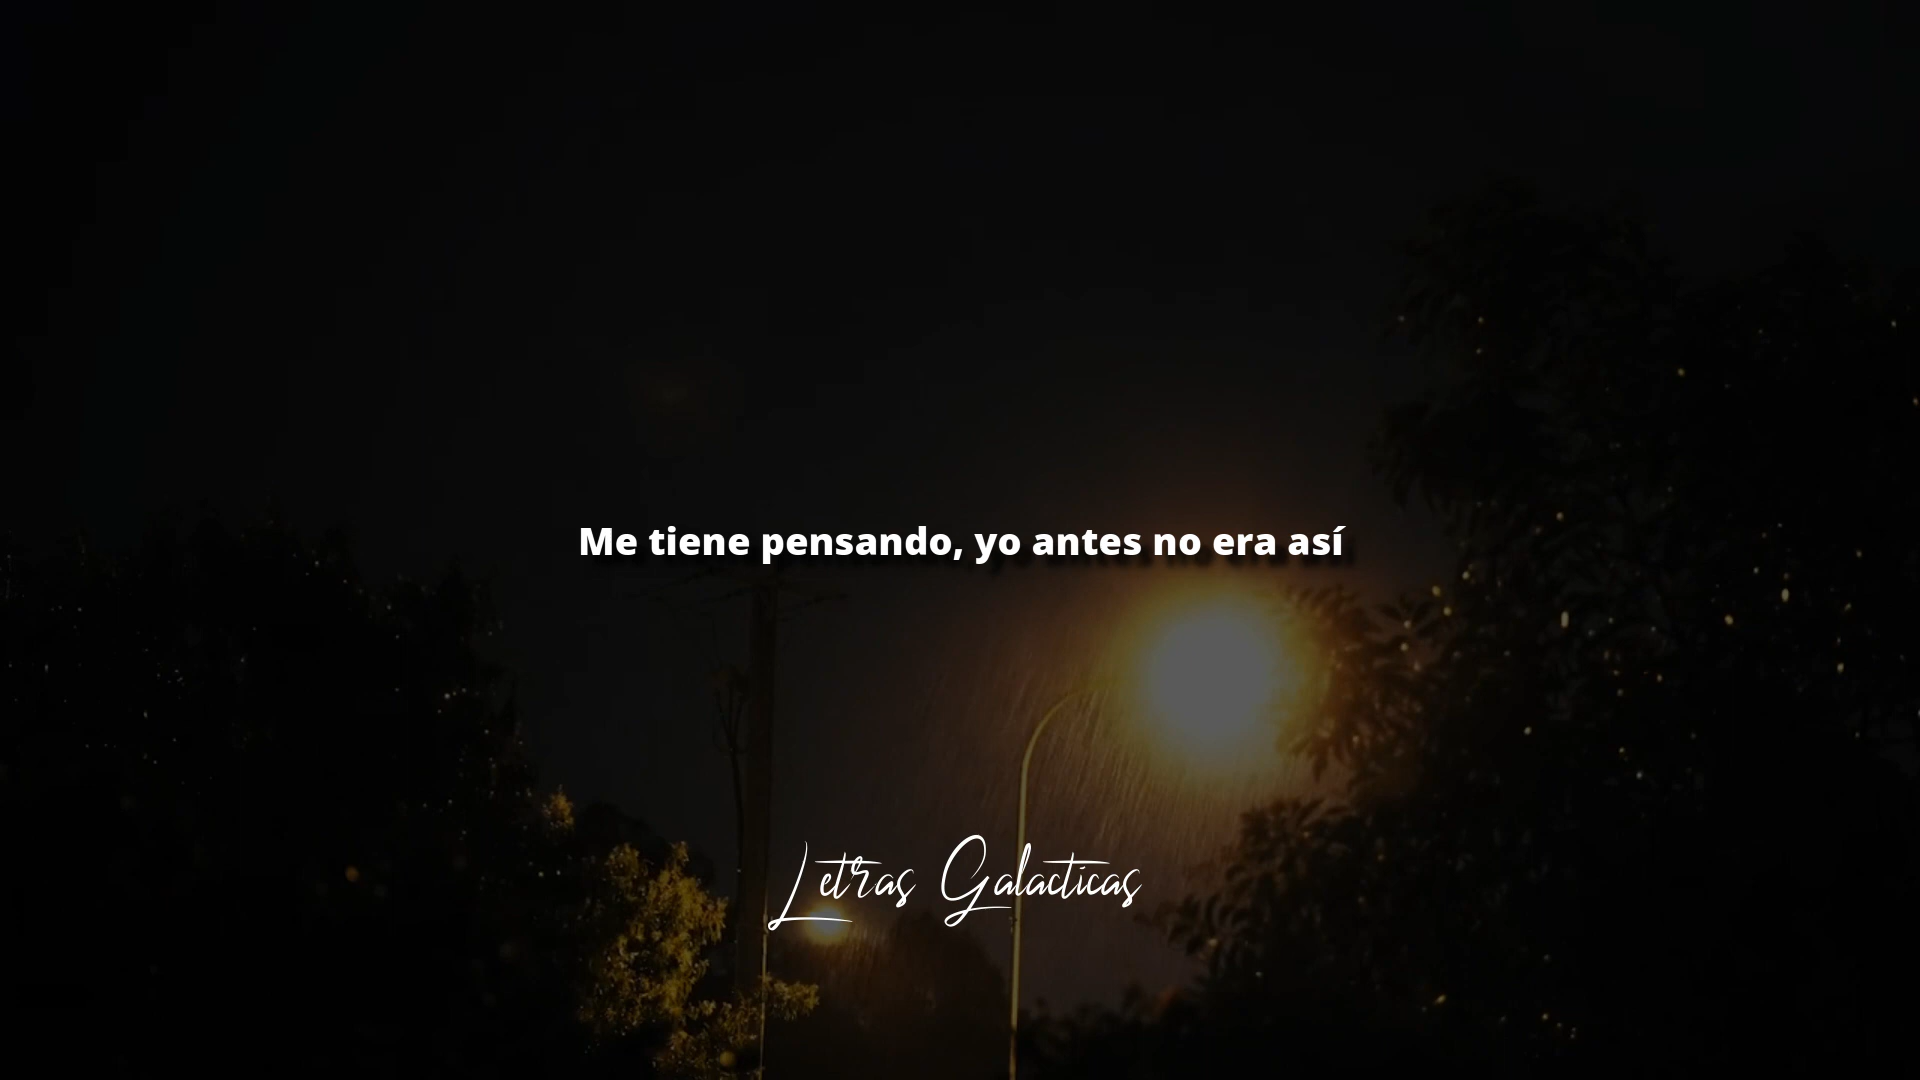 Me tiene pensando, yo antes no era así
Letras Galacticas